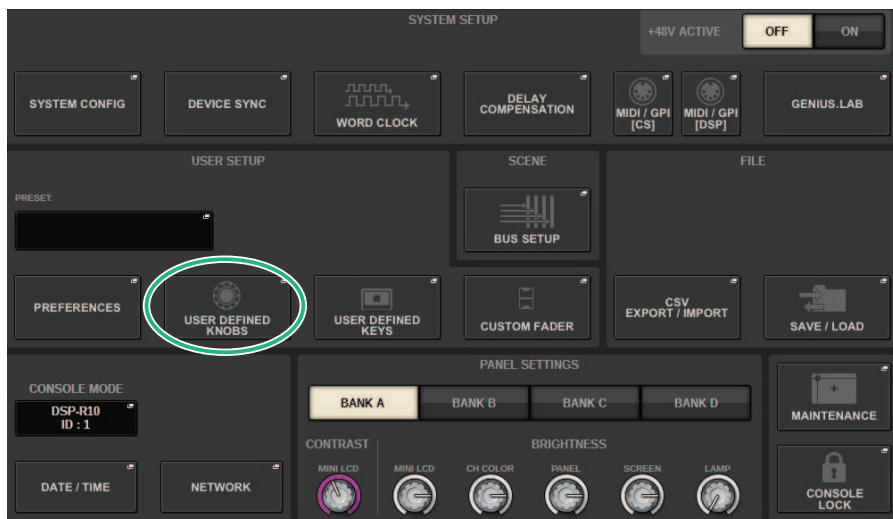 SYSTEM SETUP
+48V ACTIVE
OFF
ON
SYSTEM CONFIG
DEVICE SYNC
WORD CLOCK
DELAY
COMPENSATION
MIDI / GPI
[CS]
MIDI / GPI
[DSP]
GENIUS.LAB
USER SETUP
SCENE
FILE
PRESET:
BUS SETUP
PREFERENCES
USER DEFINED
KNOBS
USER DEFINED
KEYS
CUSTOM FADER
CSV
EXPORT / IMPORT
SAVE / LOAD
CONSOLE MODE
DSP-R10
ID : 1
PANEL SETTINGS
BANK A
BANK B
BANK C
BANK D
MAINTENANCE
CONTRAST
BRIGHTNESS
MINI LCD
MINI LCD
CH COLOR
PANEL
SCREEN
LAMP
DATE / TIME
NETWORK
CONSOLE
LOCK